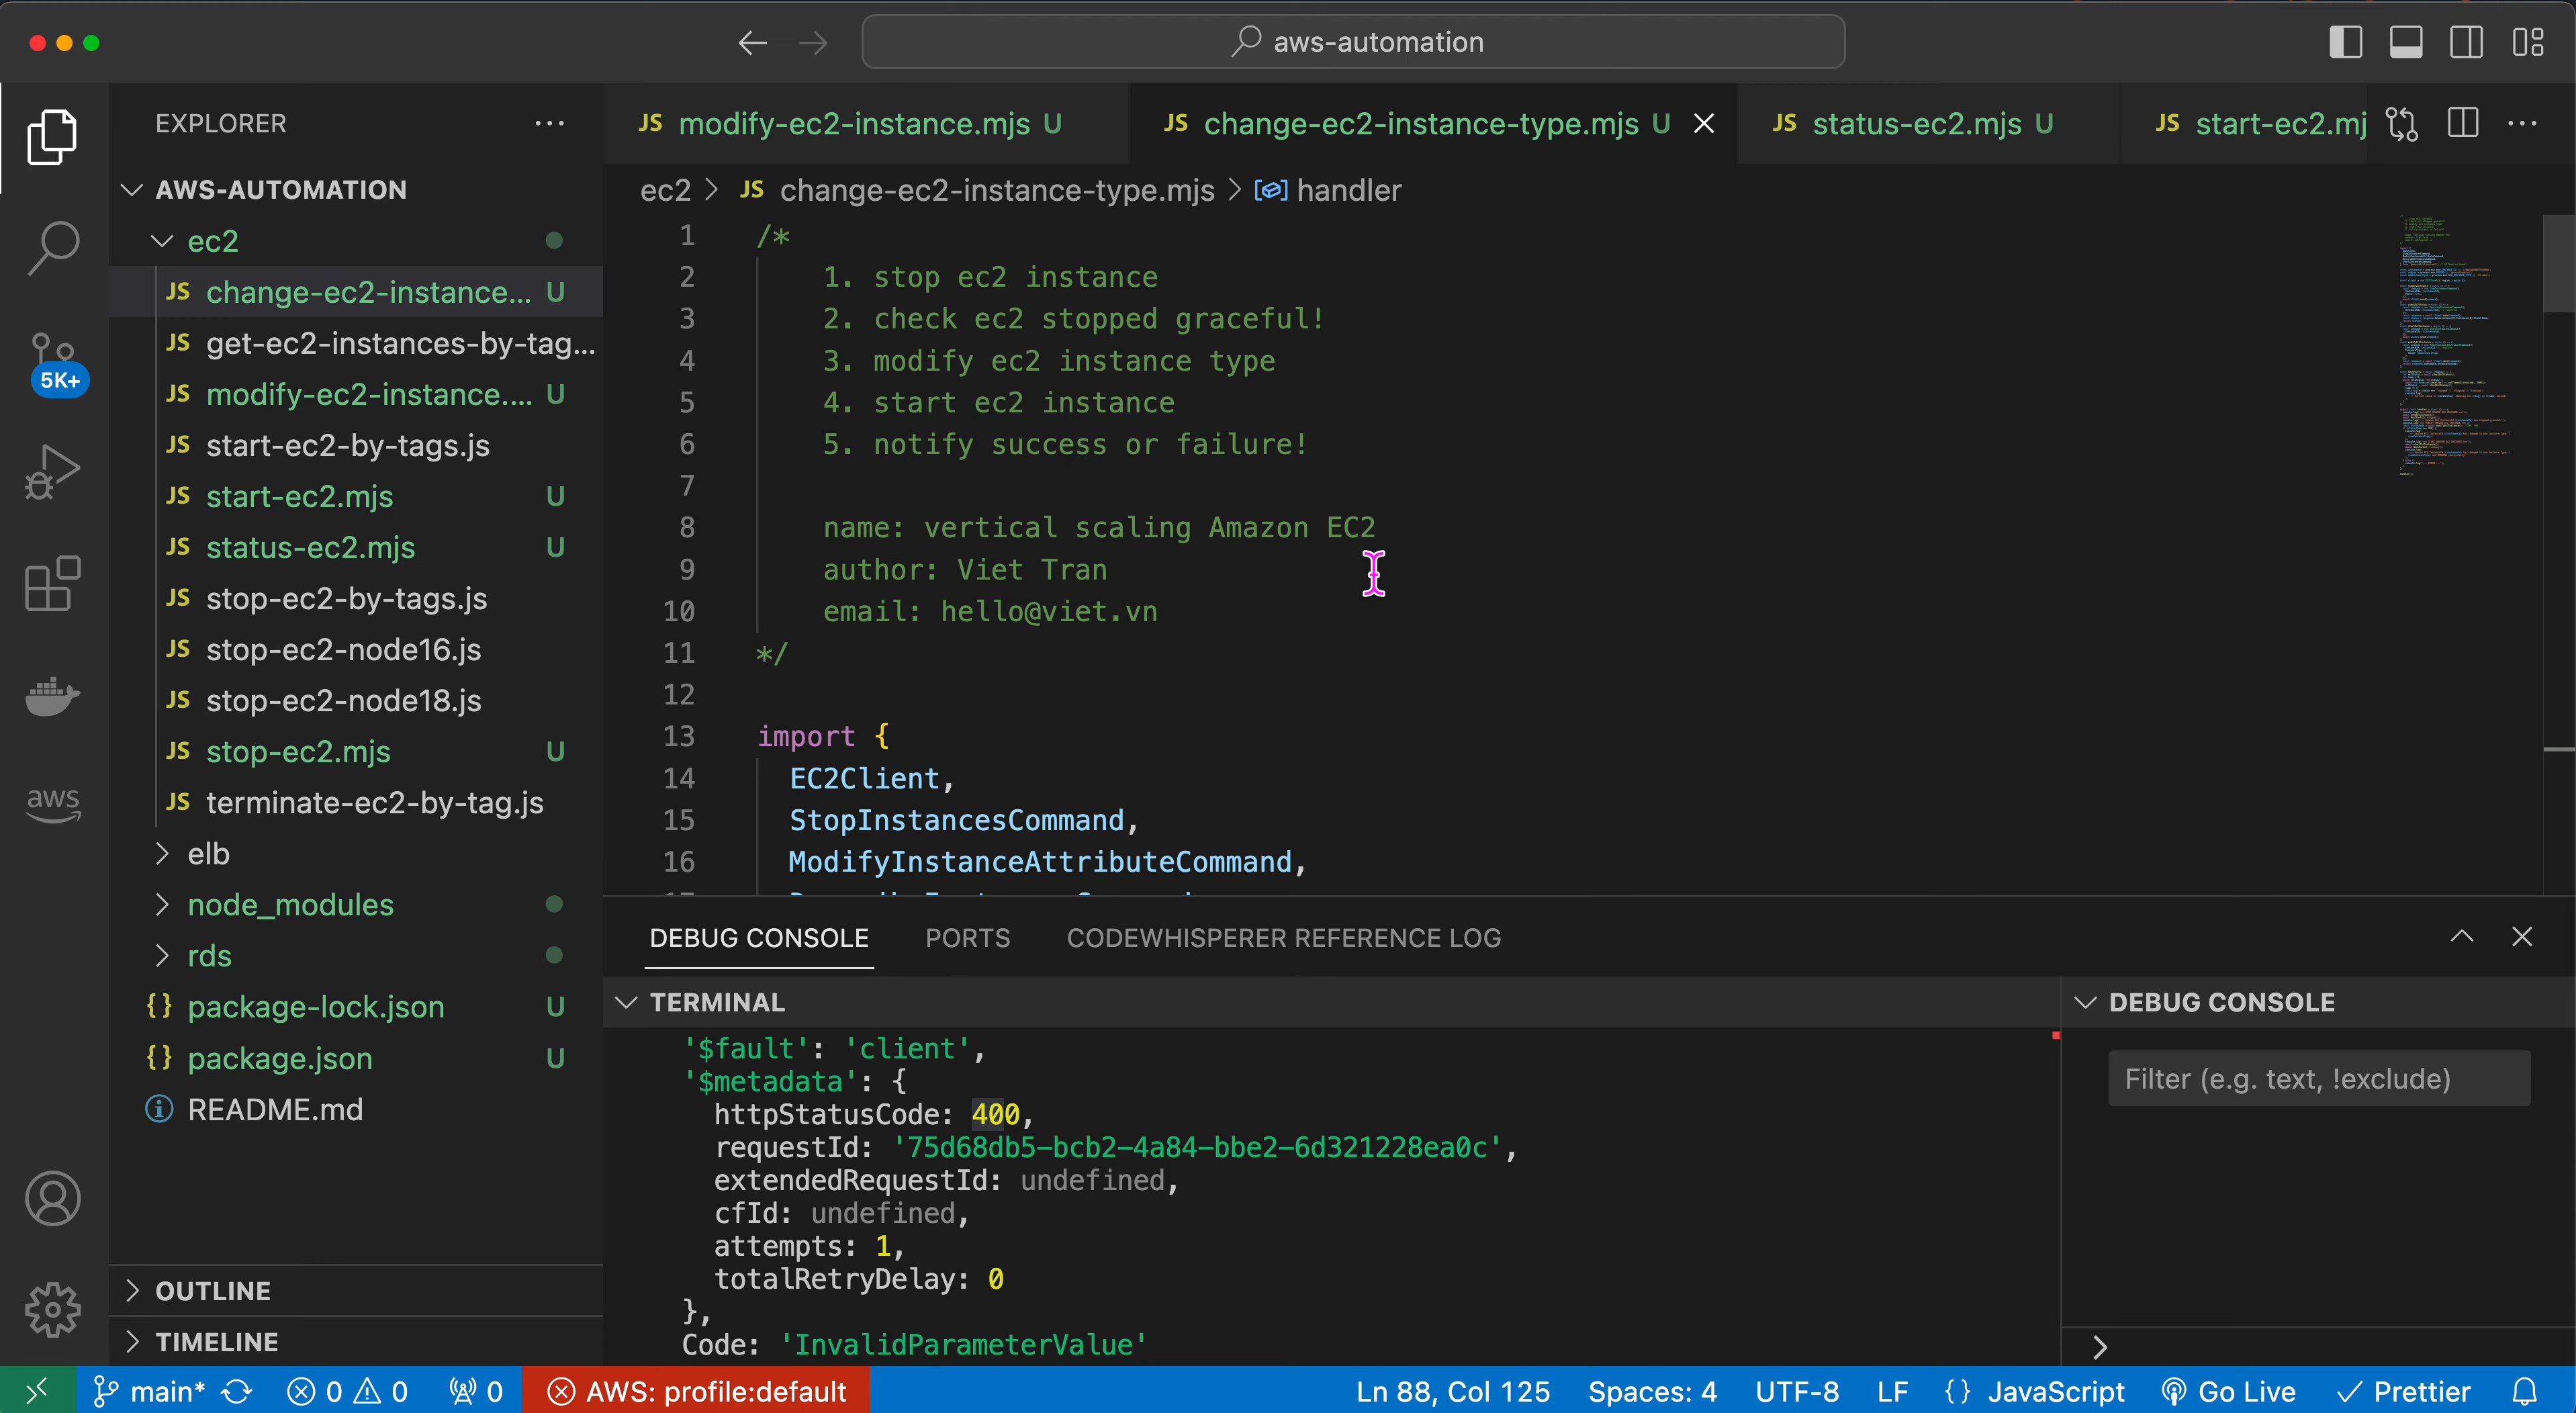 aws-automation
EXPLORER
JS modify-ec2-instance.mjs U
JS change-ec2-instance-type.mjs U
JS status-ec2.mjs U
JS start-ec2.mj
AWS-AUTOMATION
ec2 > JS change-ec2-instance-type.mjs > handler
ec2
JS change-ec2-instance... U
JS get-ec2-instances-by-tag...
JS modify-ec2-instance.... U
JS start-ec2-by-tags.js
JS start-ec2.mjs U
JS status-ec2.mjs U
JS stop-ec2-by-tags.js
JS stop-ec2-node16.js
JS stop-ec2-node18.js
JS stop-ec2.mjs U
JS terminate-ec2-by-tag.js
elb
node_modules
rds
{} package-lock.json U
{} package.json U
README.md
OUTLINE
TIMELINE
5K+
aws
1 /*
2 1. stop ec2 instance
3 2. check ec2 stopped graceful!
4 3. modify ec2 instance type
5 4. start ec2 instance
6 5. notify success or failure!
7
8 name: vertical scaling Amazon EC2
9 author: Viet Tran
10 email: hello@viet.vn
11 */
12
13 import {
14 EC2Client,
15 StopInstancesCommand,
16 ModifyInstanceAttributeCommand,
DEBUG CONSOLE PORTS CODEWHISPERER REFERENCE LOG
TERMINAL
'$fault': 'client',
'$metadata': {
httpStatusCode: 400,
requestId: '75d68db5-bcb2-4a84-bbe2-6d321228ea0c',
extendedRequestId: undefined,
cfId: undefined,
attempts: 1,
totalRetryDelay: 0
},
Code: 'InvalidParameterValue'
DEBUG CONSOLE
Filter (e.g. text, !exclude)
main* 0 0 0 AWS: profile:default Ln 88, Col 125 Spaces: 4 UTF-8 LF {} JavaScript Go Live Prettier